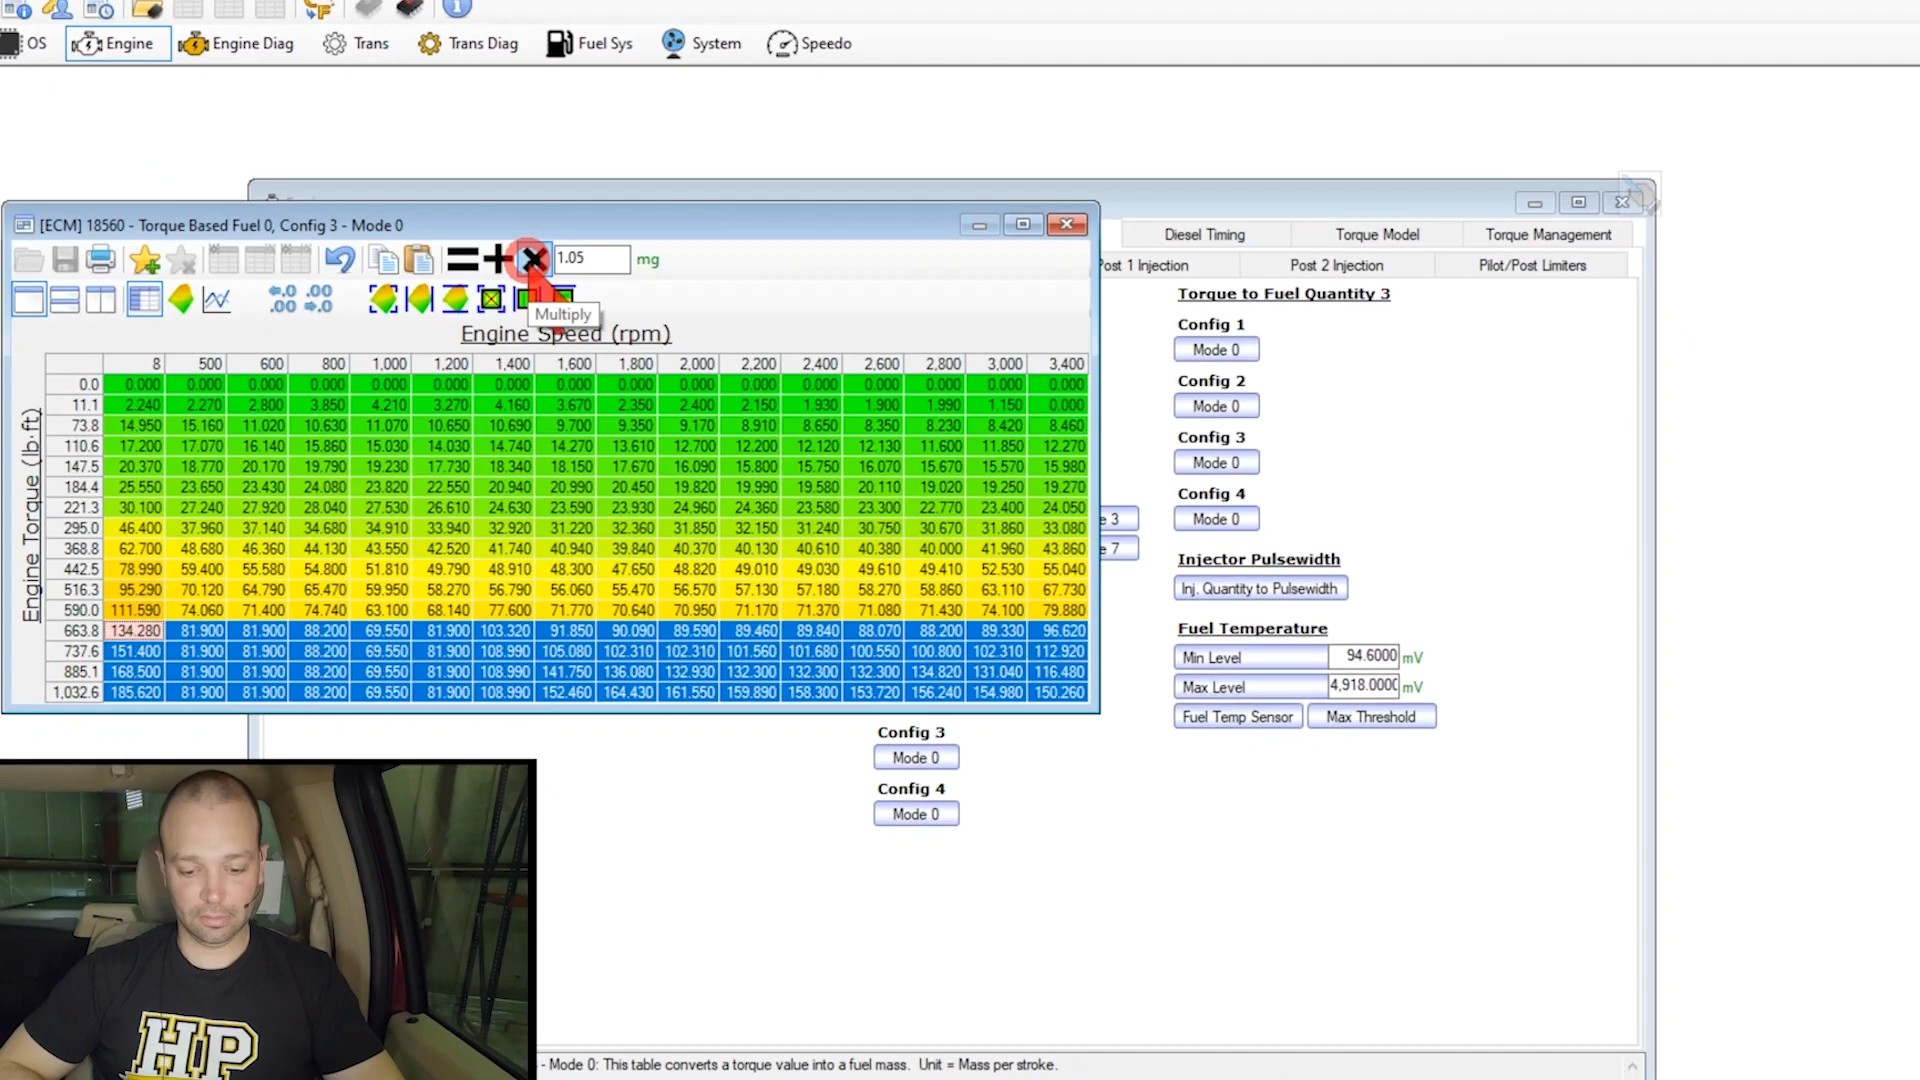 OS Engine Engine Diag Trans Trans Diag Fuel Sys System Speedo
[ECM] 18560 - Torque Based Fuel 0, Config 3 - Mode 0
1.05 mg
Multiply
Engine Speed (rpm)
Engine Torque (lb·ft)
8 500 600 800 1,000 1,200 1,400 1,600 1,800 2,000 2,200 2,400 2,600 2,800 3,000 3,400
0.0 0.000 0.000 0.000 0.000 0.000 0.000 0.000 0.000 0.000 0.000 0.000 0.000 0.000 0.000 0.000 0.000
11.1 2.240 2.270 2.800 3.850 4.210 3.270 4.160 3.670 2.350 2.400 2.150 1.930 1.900 1.990 1.150 0.000
73.8 14.950 15.160 11.020 10.630 11.070 10.650 10.690 9.700 9.350 9.170 8.910 8.650 8.350 8.230 8.420 8.460
110.6 17.200 17.070 16.140 15.860 15.030 14.030 14.740 14.270 13.610 12.700 12.200 12.120 12.130 11.600 11.850 12.270
147.5 20.370 18.770 20.170 19.790 19.230 17.730 18.340 18.150 17.670 16.090 15.800 15.750 16.070 15.670 15.570 15.980
184.4 25.550 23.650 23.430 24.080 23.820 22.550 20.940 20.990 20.450 19.820 19.990 19.580 20.110 19.020 19.250 19.270
221.3 30.100 27.240 27.920 28.040 27.530 26.610 24.630 23.590 23.930 24.960 24.360 23.580 23.300 22.770 23.400 24.050
295.0 46.400 37.960 37.140 34.680 34.910 33.940 32.920 31.220 32.360 31.850 32.150 31.240 30.750 30.670 31.860 33.080
368.8 62.700 48.680 46.360 44.130 43.550 42.520 41.740 40.940 39.840 40.370 40.130 40.610 40.380 40.000 41.960 43.860
442.5 78.990 59.400 55.580 54.800 51.810 49.790 48.910 48.300 47.650 48.820 49.010 49.030 49.610 49.410 52.530 55.040
516.3 95.290 70.120 64.790 65.470 59.950 58.270 56.790 56.060 55.470 56.570 57.130 57.180 58.270 58.860 63.110 67.730
590.0 111.590 74.060 71.400 74.740 63.100 68.140 77.600 71.770 70.640 70.950 71.170 71.370 71.080 71.430 74.100 79.880
663.8 134.280 81.900 81.900 88.200 69.550 81.900 103.320 91.850 90.090 89.590 89.460 89.840 88.070 88.200 89.330 96.620
737.6 151.400 81.900 81.900 88.200 69.550 81.900 108.990 105.080 102.310 102.310 101.560 101.680 100.550 100.800 102.310 112.920
885.1 168.500 81.900 81.900 88.200 69.550 81.900 108.990 141.750 136.080 132.930 132.300 132.300 132.300 134.820 131.040 116.480
1,032.6 185.620 81.900 81.900 88.200 69.550 81.900 108.990 152.460 164.430 161.550 159.890 158.300 153.720 156.240 154.980 150.260
Diesel Timing Torque Model Torque Management
Post 1 Injection Post 2 Injection Pilot/Post Limiters
Torque to Fuel Quantity 3
Config 1
Mode 0
Config 2
Mode 0
Config 3
Mode 0
Config 4
Mode 0
e 3
e 7
Injector Pulsewidth
Inj. Quantity to Pulsewidth
Fuel Temperature
Min Level 94.6000 mV
Max Level 4,918.0000 mV
Fuel Temp Sensor Max Threshold
Config 3
Mode 0
Config 4
Mode 0
HP
- Mode 0: This table converts a torque value into a fuel mass. Unit = Mass per stroke.